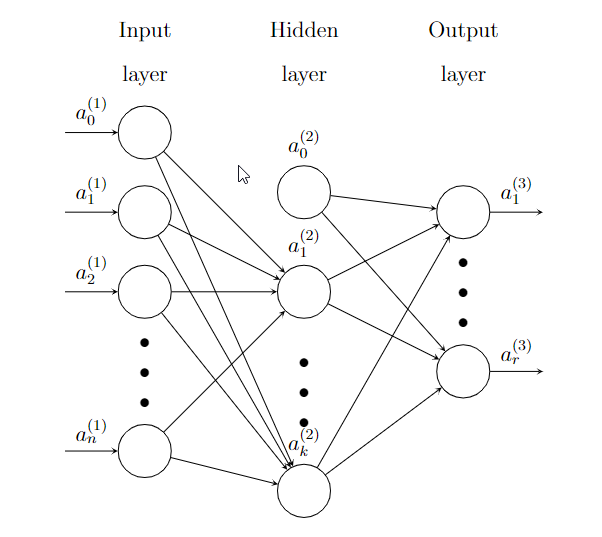 Input Hidden Output
layer layer layer
a_0^{(1)}
a_0^{(2)}
a_1^{(1)} a_1^{(3)}
a_1^{(2)}
a_2^{(1)}
a_r^{(3)}
a_n^{(1)} a_k^{(2)}